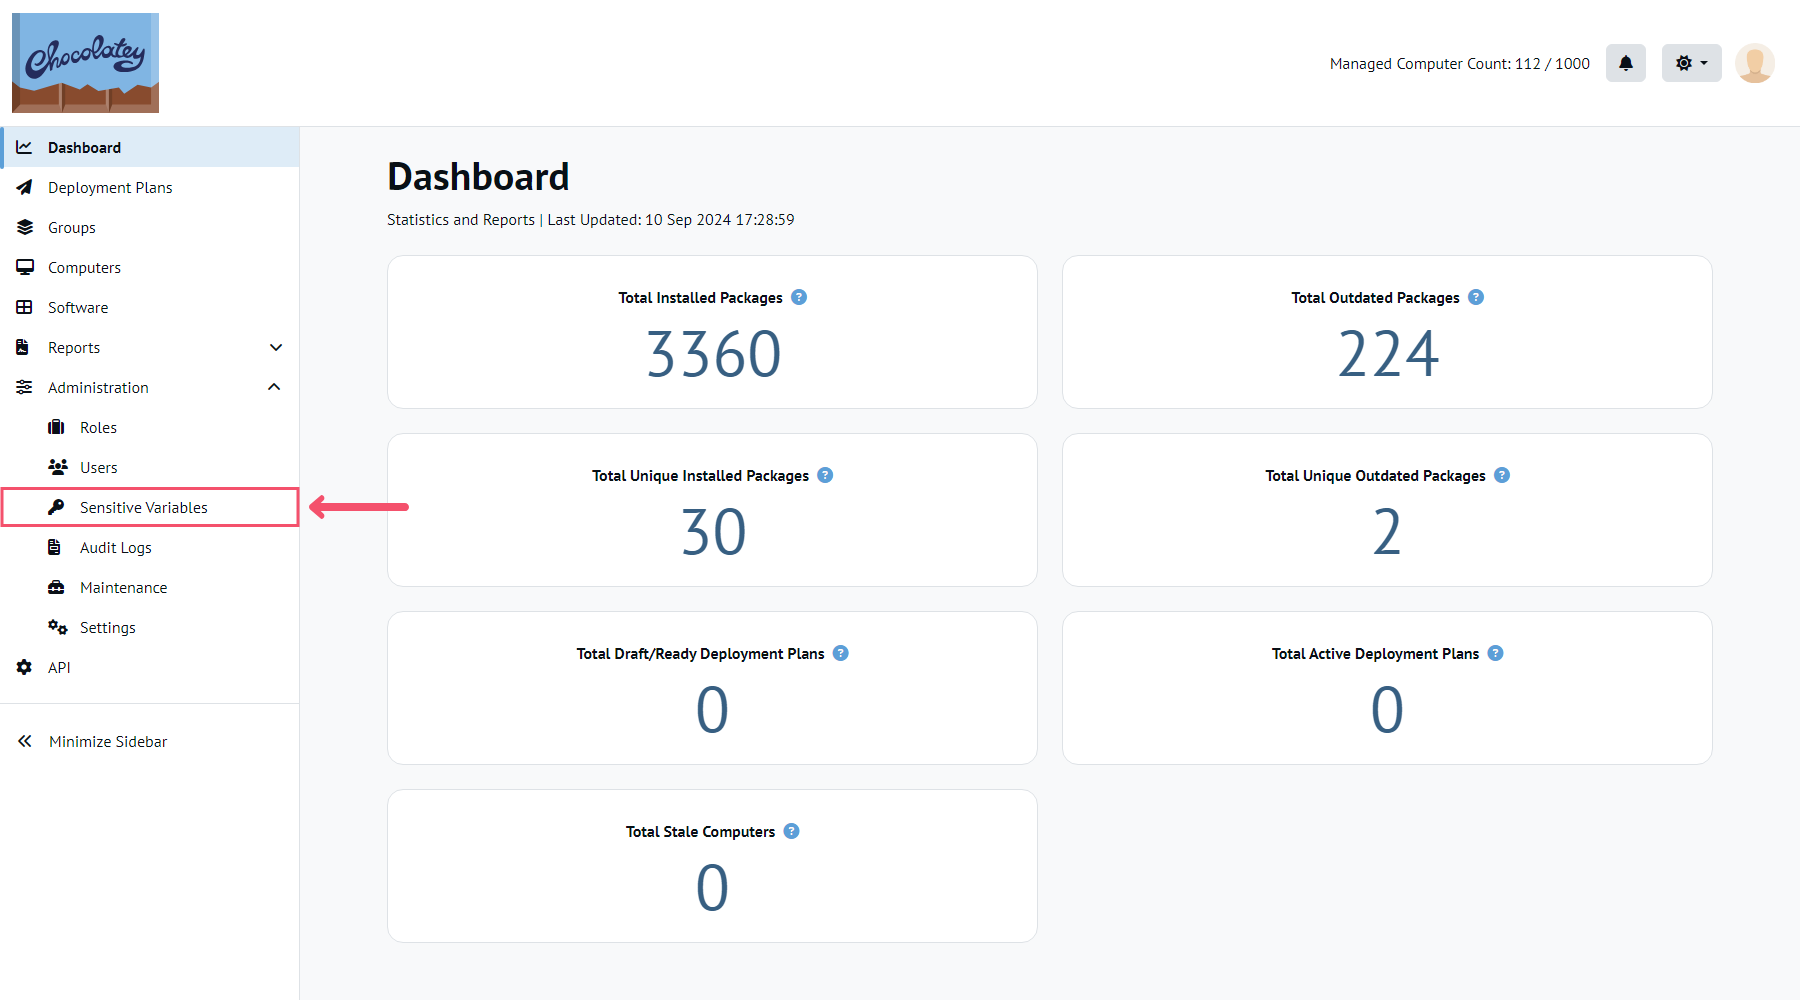 Chocolatey
Managed Computer Count: 112 / 1000
Dashboard
Deployment Plans
Groups
Computers
Software
Reports
Administration
Roles
Users
Sensitive Variables
Audit Logs
Maintenance
Settings
API
Minimize Sidebar
Dashboard
Statistics and Reports | Last Updated: 10 Sep 2024 17:28:59
Total Installed Packages ?
3360
Total Outdated Packages ?
224
Total Unique Installed Packages ?
30
Total Unique Outdated Packages ?
2
Total Draft/Ready Deployment Plans ?
0
Total Active Deployment Plans ?
0
Total Stale Computers ?
0